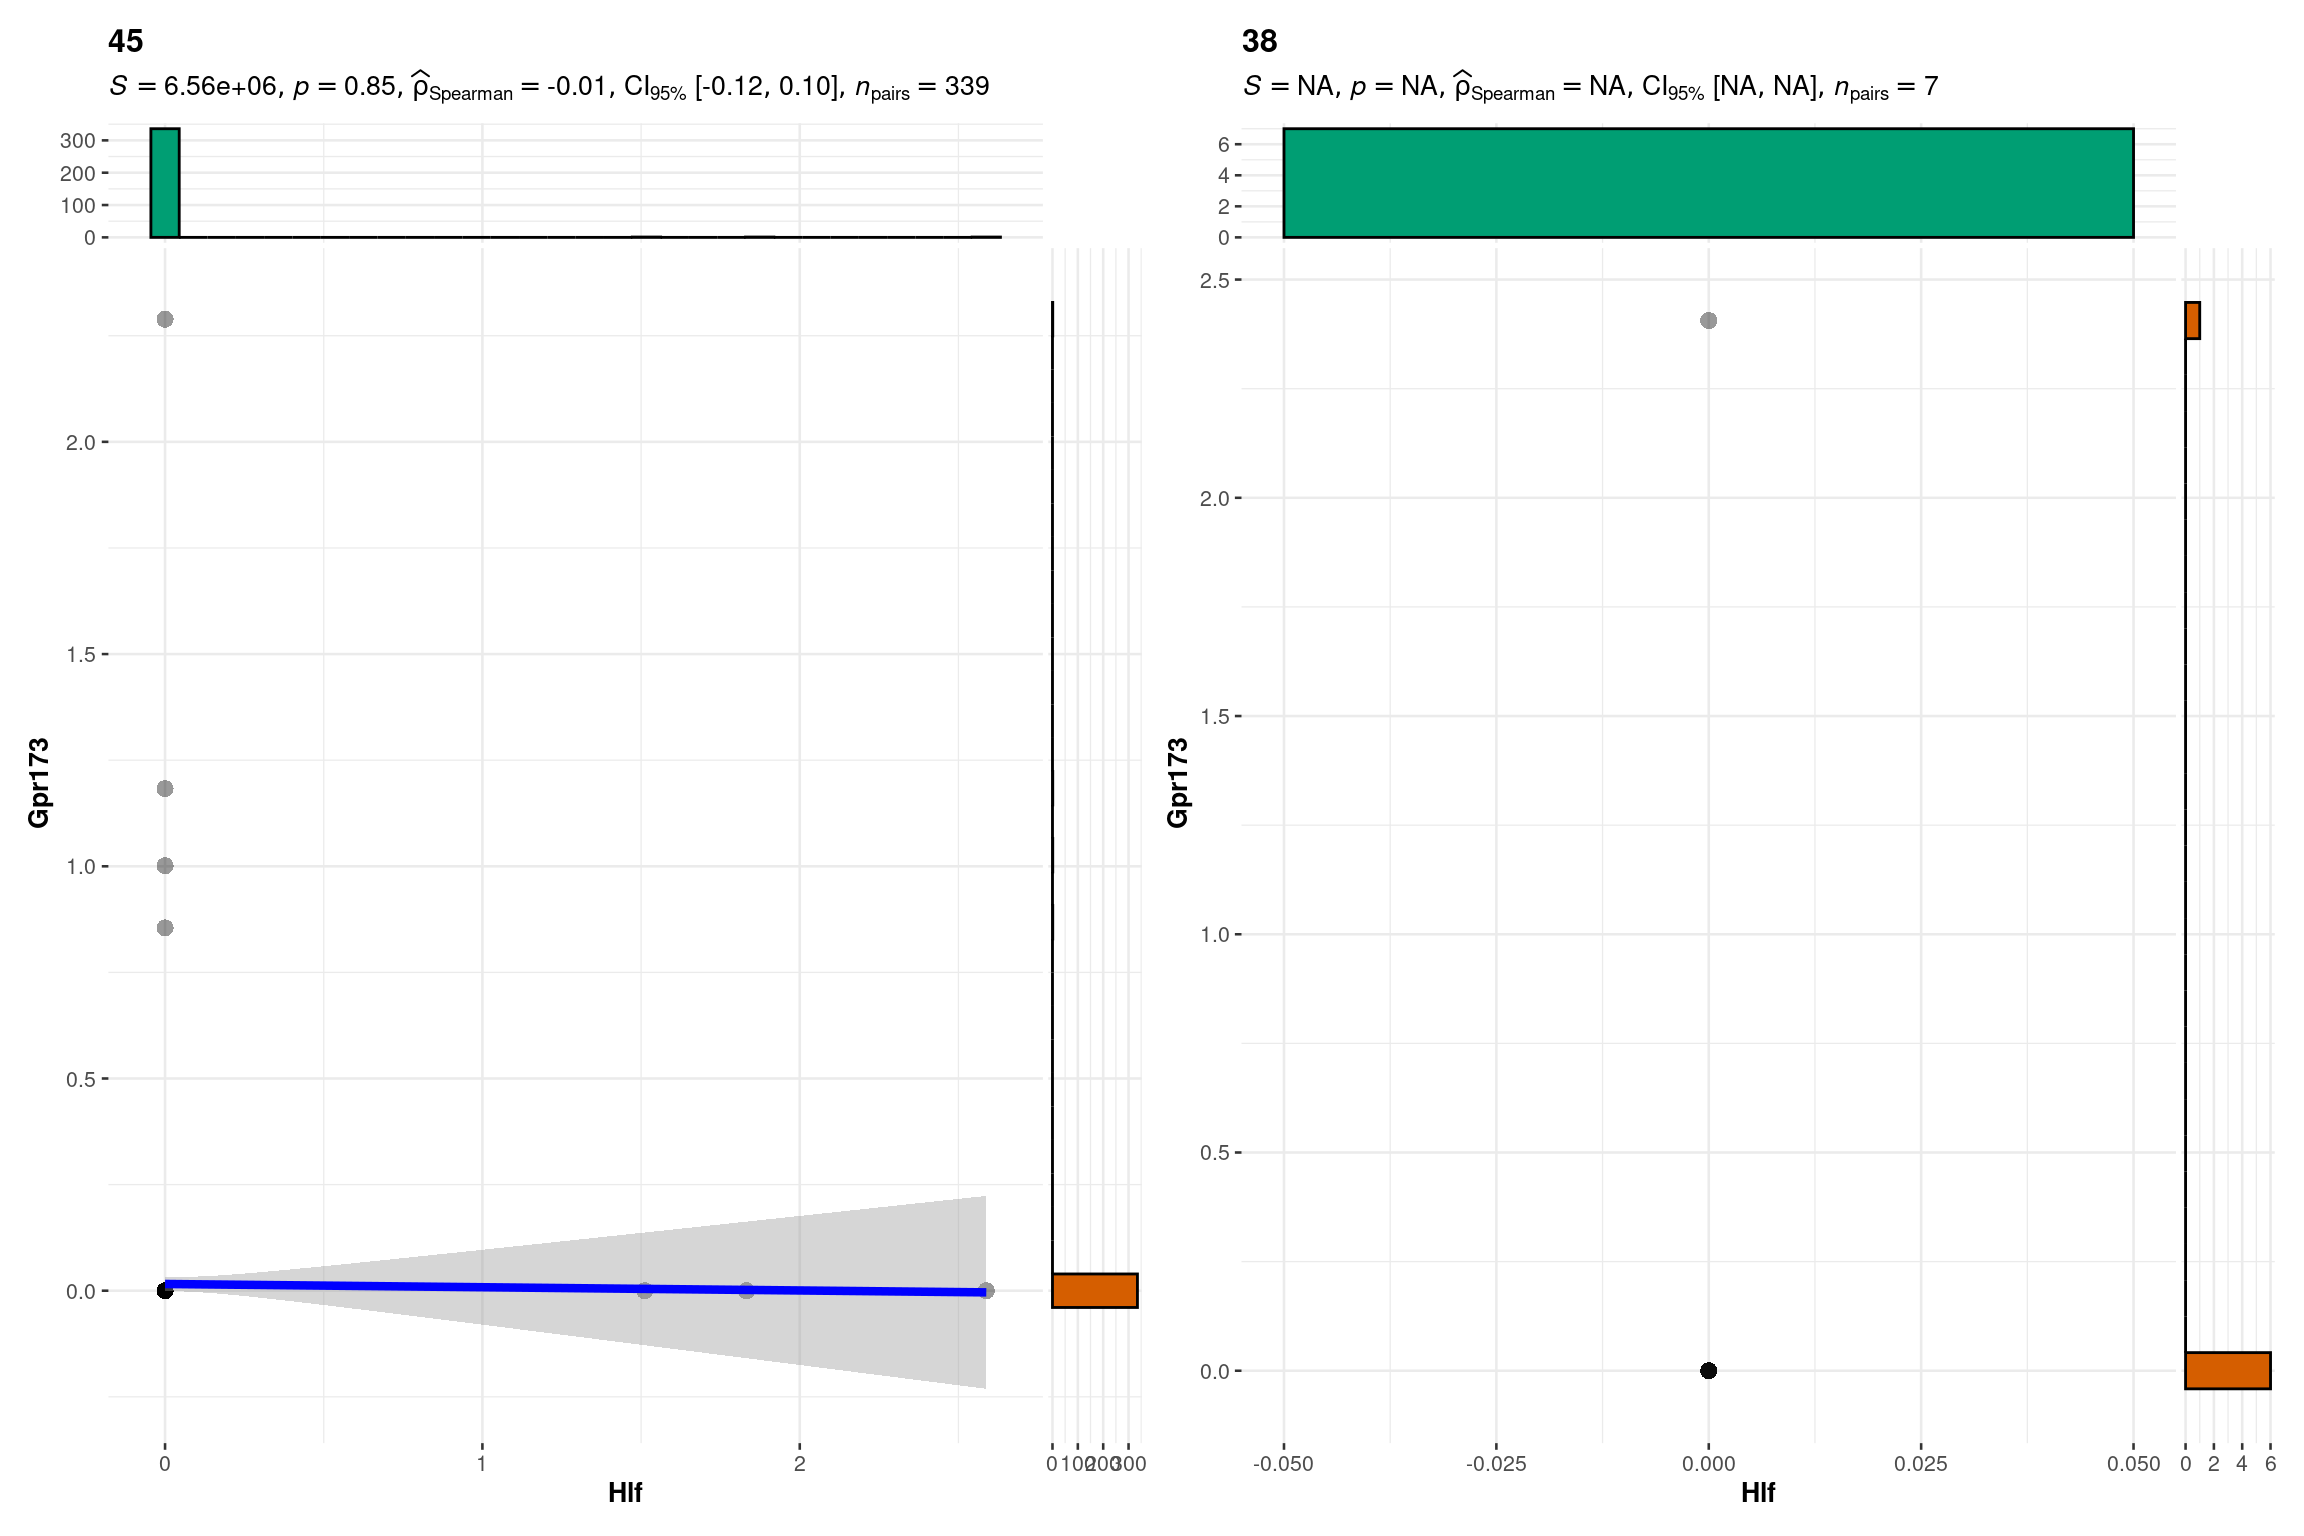 45
S = 6.56e+06, p = 0.85, ρ̂Spearman = -0.01, CI95% [-0.12, 0.10], npairs = 339
300
200
100
0
2.0
1.5
1.0
0.5
0.0
Gpr173
0 1 2
0 100 200 300
Hlf
38
S = NA, p = NA, ρ̂Spearman = NA, CI95% [NA, NA], npairs = 7
6
4
2
0
2.5
2.0
1.5
1.0
0.5
0.0
Gpr173
-0.050 -0.025 0.000 0.025 0.050
0 2 4 6
Hlf